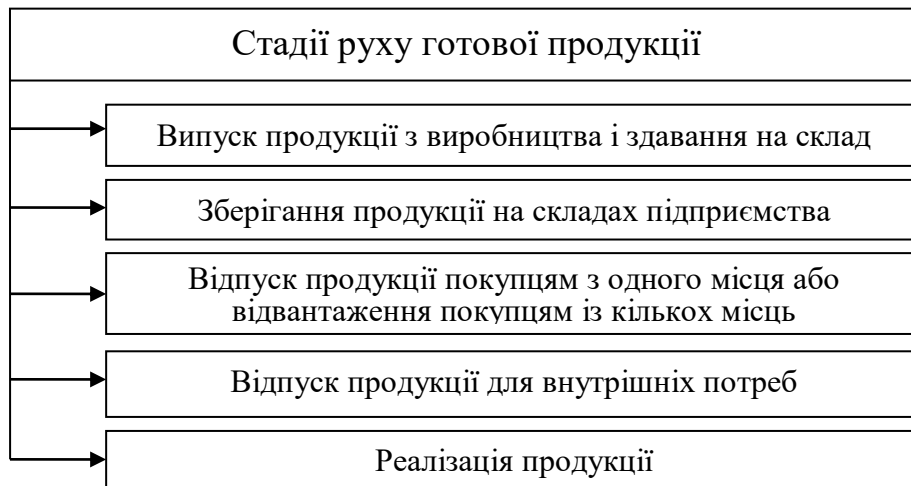 Стадії руху готової продукції
Випуск продукції з виробництва і здавання на склад
Зберігання продукції на складах підприємства
Відпуск продукції покупцям з одного місця або
відвантаження покупцям із кількох місць
Відпуск продукції для внутрішніх потреб
Реалізація продукції